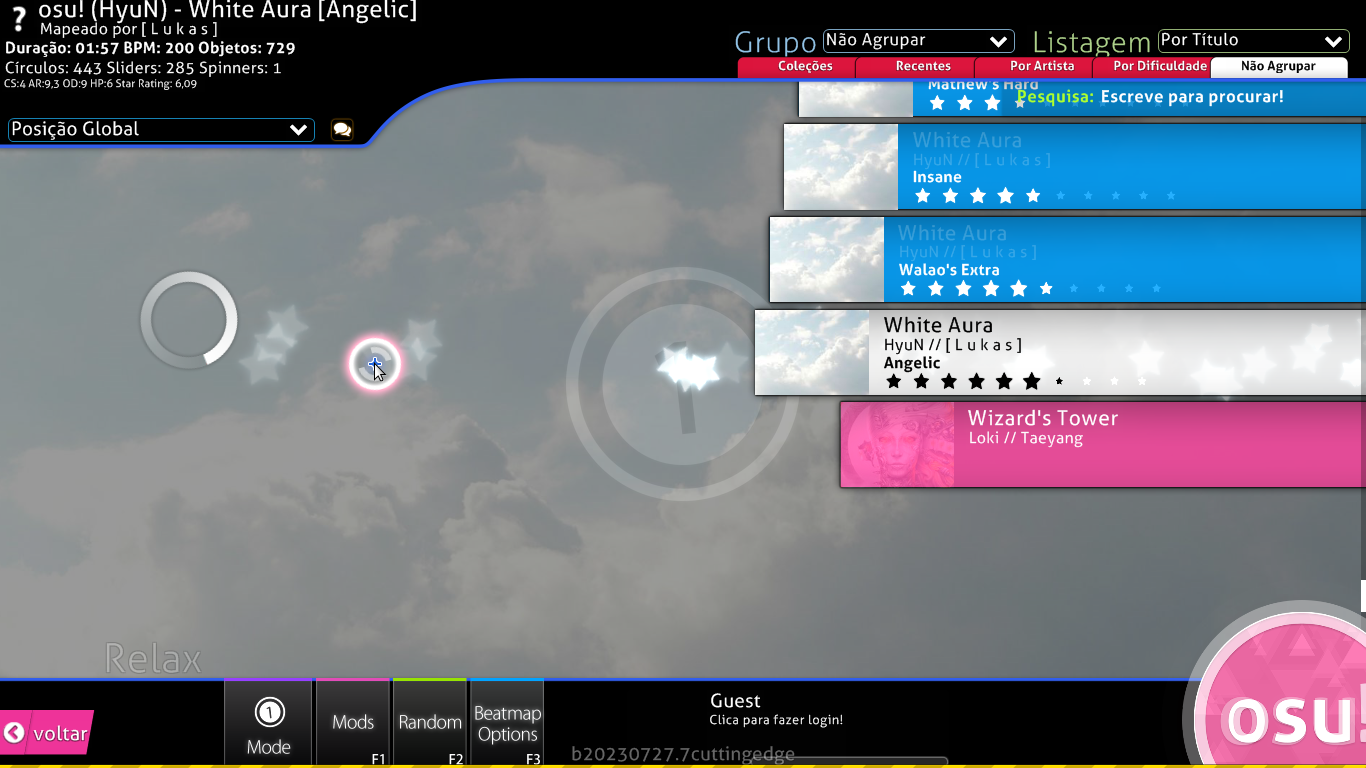 ?
osu! (HyuN) - White Aura [Angelic]
Mapeado por [ L u k a s ]
Duração: 01:57 BPM: 200 Objetos: 729
Círculos: 443 Sliders: 285 Spinners: 1
CS:4 AR:9,3 OD:9 HP:6 Star Rating: 6,09
Grupo Não Agrupar Listagem Por Título
Coleções Recentes Por Artista Por Dificuldade Não Agrupar
Mathew's Hard
Pesquisa: Escreve para procurar!
Posição Global
White Aura
HyuN // [ L u k a s ]
Insane
White Aura
HyuN // [ L u k a s ]
Walao's Extra
White Aura
HyuN // [ L u k a s ]
Angelic
Wizard's Tower
Loki // Taeyang
Relax
voltar
1
Mode
Mods
F1
Random
F2
Beatmap
Options
F3
Guest
Clica para fazer login!
b20230727.7cuttingedge
osu!